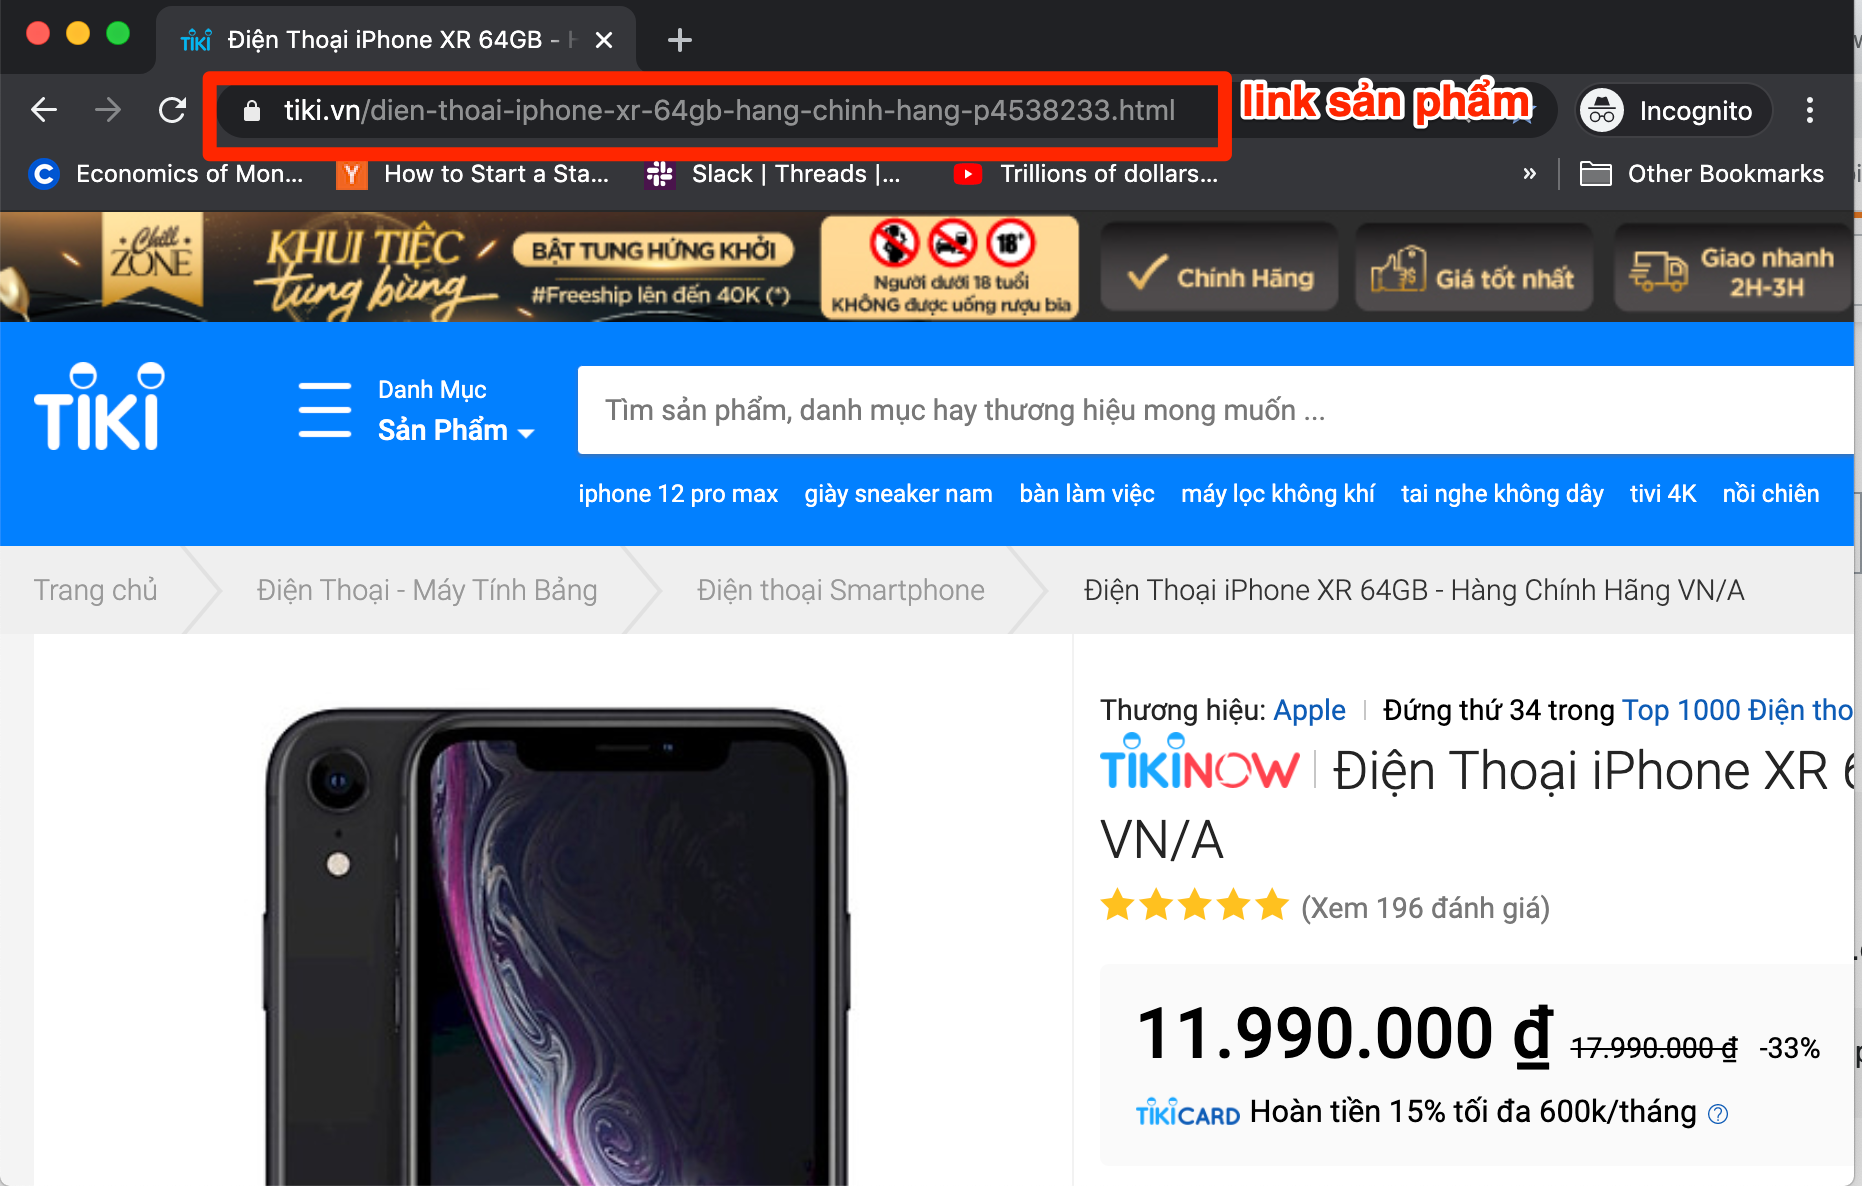 TIKI Điện Thoại iPhone XR 64GB - H
tiki.vn/dien-thoai-iphone-xr-64gb-hang-chinh-hang-p4538233.html
link sản phẩm
Incognito
Economics of Mon...
How to Start a Sta...
Slack | Threads |...
Trillions of dollars...
»
Other Bookmarks
Chill ZONE
KHUI TIỆC
tưng bừng
BẬT TUNG HỨNG KHỞI
#Freeship lên đến 40K (*)
18+
Người dưới 18 tuổi
KHÔNG được uống rượu bia
Chính Hãng
Giá tốt nhất
Giao nhanh
2H-3H
TIKI
Danh Mục
Sản Phẩm
Tìm sản phẩm, danh mục hay thương hiệu mong muốn ...
iphone 12 pro max giày sneaker nam bàn làm việc máy lọc không khí tai nghe không dây tivi 4K nồi chiên
Trang chủ
Điện Thoại - Máy Tính Bảng
Điện thoại Smartphone
Điện Thoại iPhone XR 64GB - Hàng Chính Hãng VN/A
Thương hiệu: Apple | Đứng thứ 34 trong Top 1000 Điện tho
TIKINOW | Điện Thoại iPhone XR 6
VN/A
(Xem 196 đánh giá)
11.990.000 ₫ 17.990.000 ₫ -33%
TIKICARD Hoàn tiền 15% tối đa 600k/tháng ?